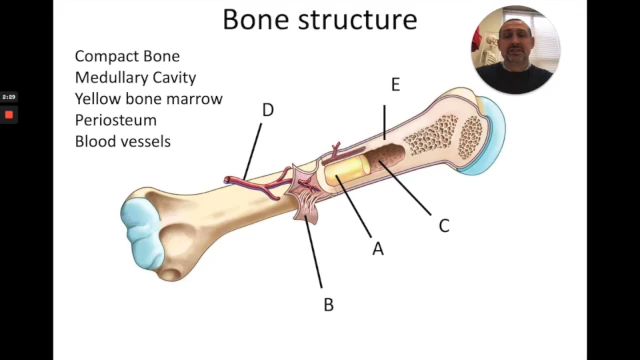 Bone structure
Compact Bone
Medullary Cavity
Yellow bone marrow
Periosteum
Blood vessels
2:29
D
E
C
A
B